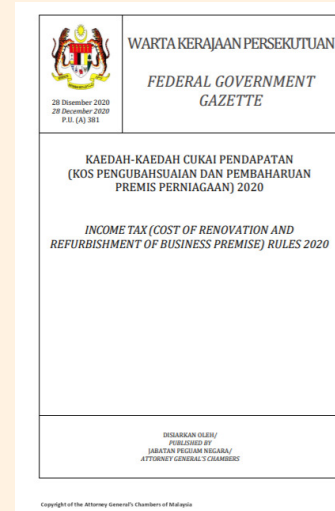 WARTA KERAJAAN PERSEKUTUAN
FEDERAL GOVERNMENT
GAZETTE
28 Disember 2020
28 December 2020
P.U. (A) 381
KAEDAH-KAEDAH CUKAI PENDAPATAN
(KOS PENGUBAHSUAIAN DAN PEMBAHARUAN
PREMIS PERNIAGAAN) 2020
INCOME TAX (COST OF RENOVATION AND
REFURBISHMENT OF BUSINESS PREMISE) RULES 2020
DISIARKAN OLEH/
PUBLISHED BY
JABATAN PEGUAM NEGARA/
ATTORNEY GENERAL'S CHAMBERS
Copyright of the Attorney General's Chambers of Malaysia